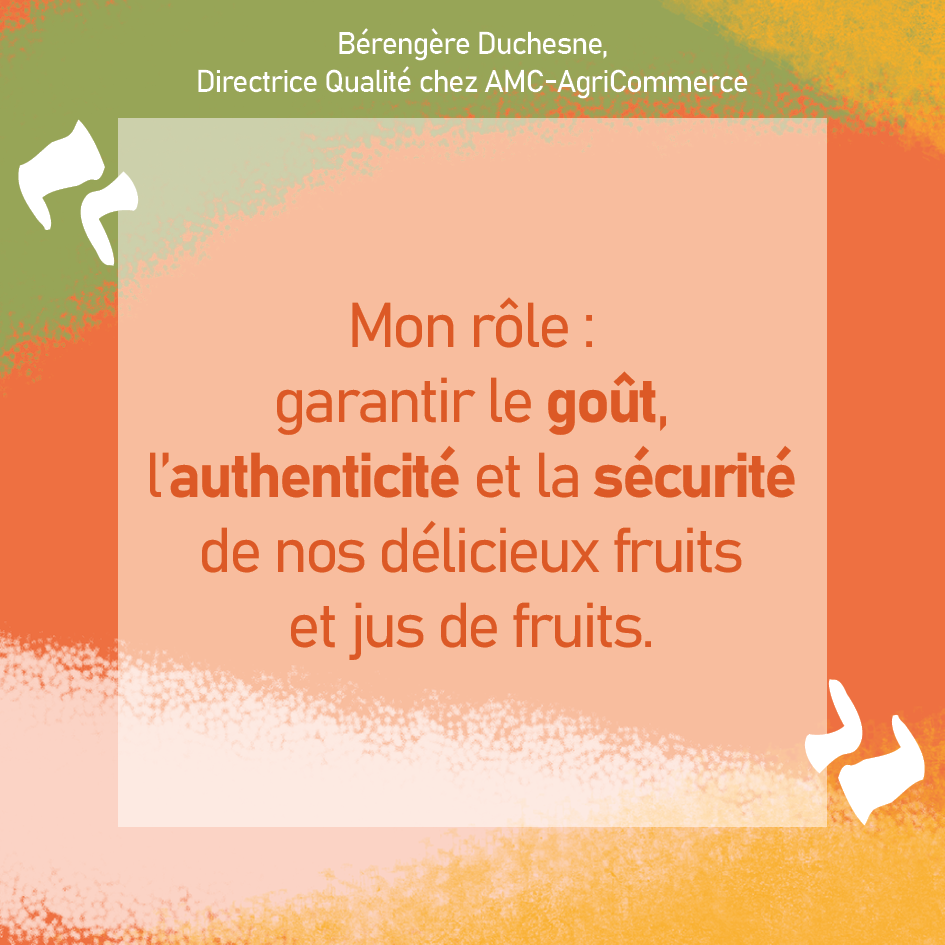 Bérengère Duchesne,
Directrice Qualité chez AMC-AgriCommerce
Mon rôle :
garantir le goût,
l’authenticité et la sécurité
de nos délicieux fruits
et jus de fruits.